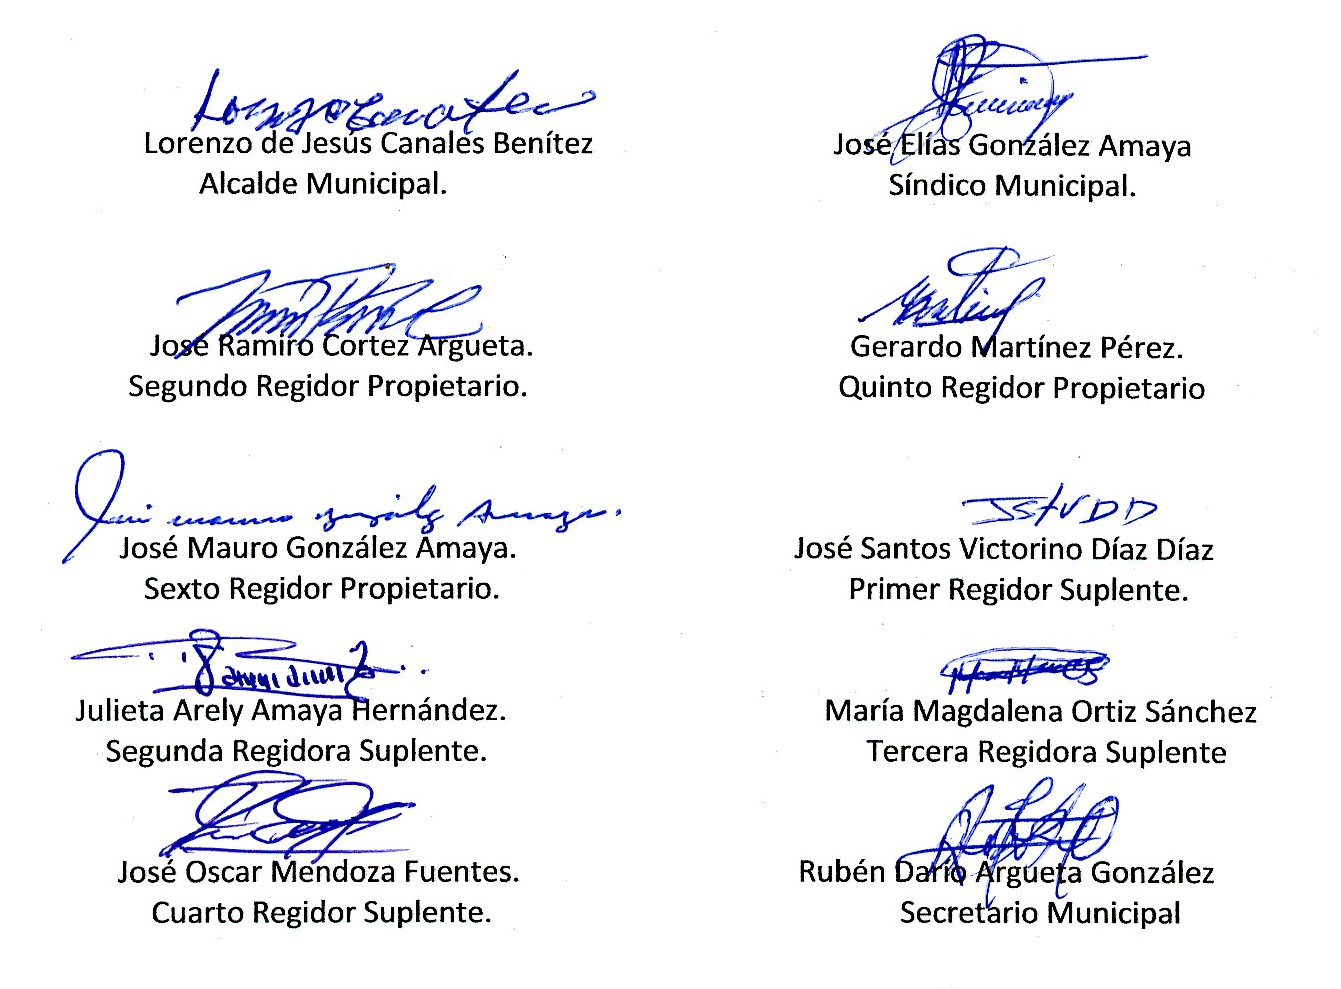 Lorenzo Canales
Lorenzo de Jesús Canales Benítez
Alcalde Municipal.
José Elías González Amaya
Síndico Municipal.
José Ramiro Cortez Argueta.
Segundo Regidor Propietario.
Gerardo Martínez Pérez.
Quinto Regidor Propietario
José Mauro González Amaya.
Sexto Regidor Propietario.
José Santos Victorino Díaz Díaz
Primer Regidor Suplente.
Julieta Arely Amaya Hernández.
Segunda Regidora Suplente.
María Magdalena Ortiz Sánchez
Tercera Regidora Suplente
José Oscar Mendoza Fuentes.
Cuarto Regidor Suplente.
Rubén Darío Argueta González
Secretario Municipal